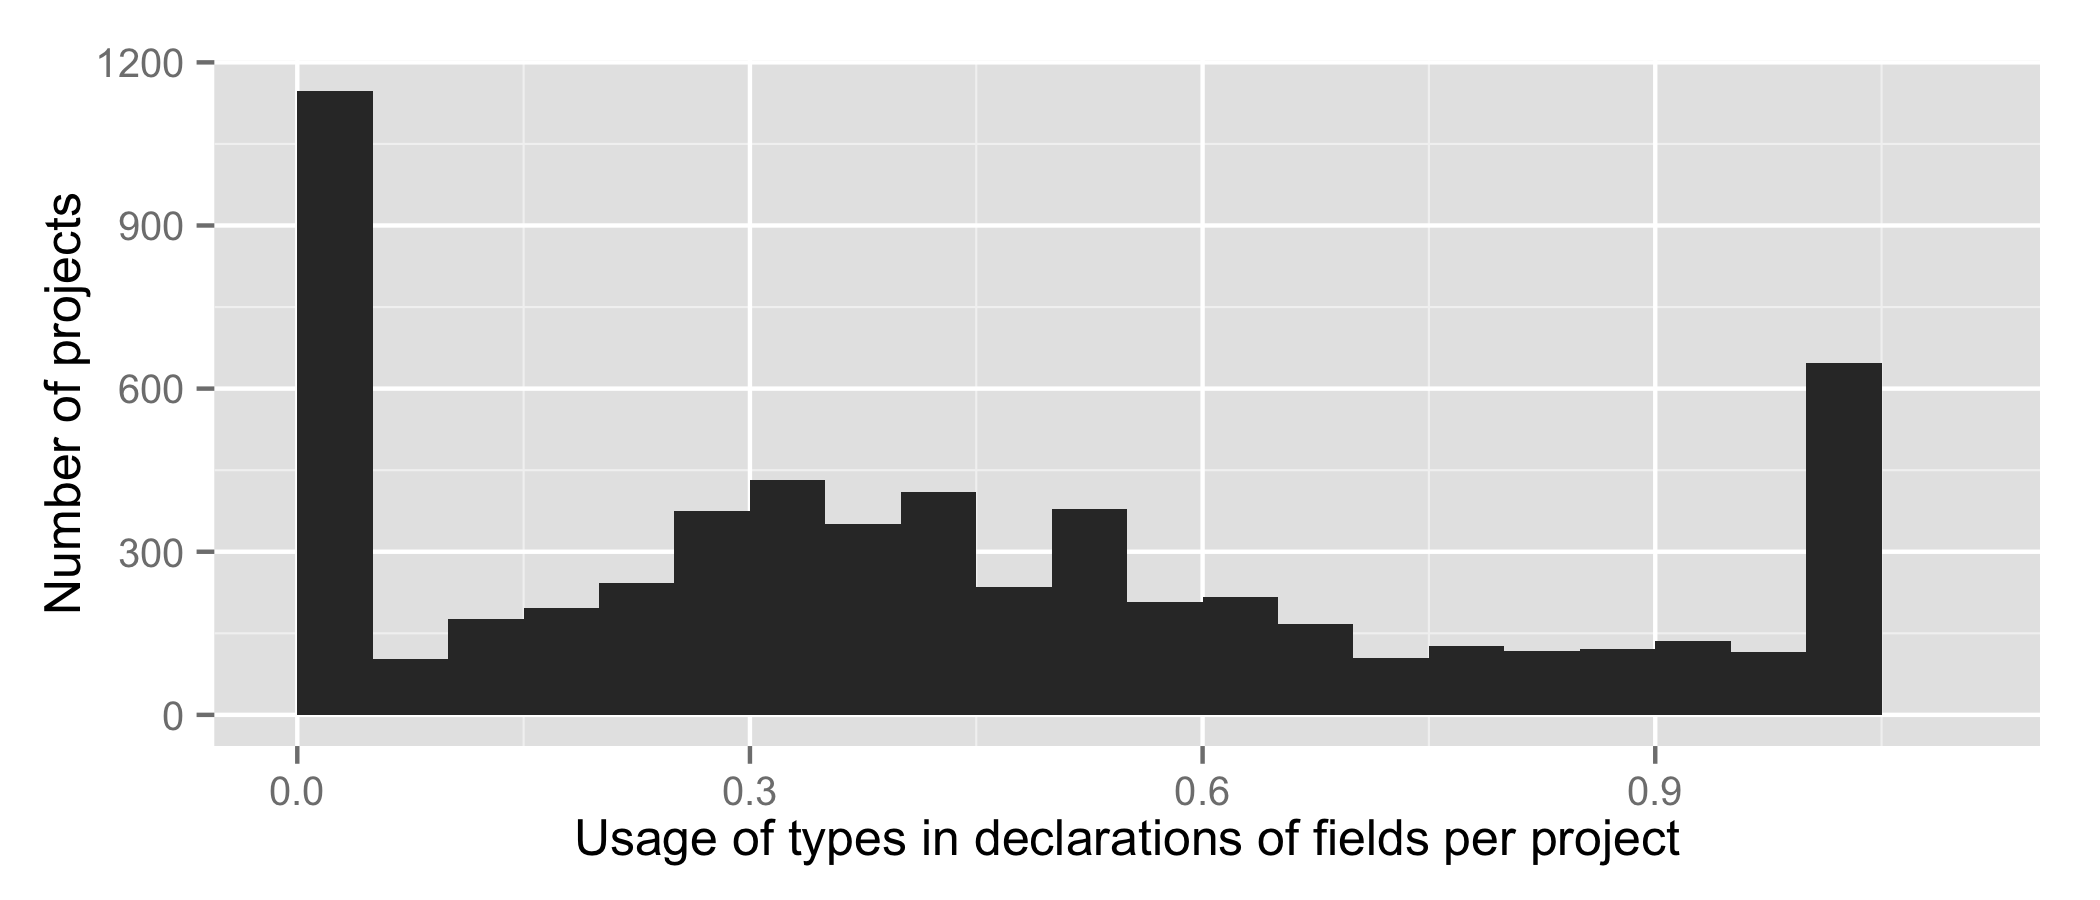 1200
900
600
300
0
Number of projects
0.0 0.3 0.6 0.9
Usage of types in declarations of fields per project